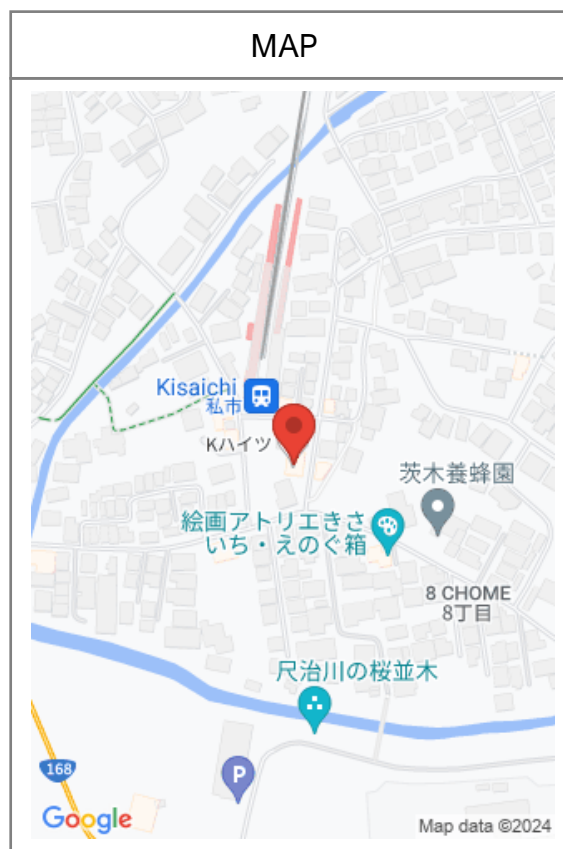 MAP
Kisaichi
私市
Kハイツ
茨木養蜂園
絵画アトリエきさ
いち・えのぐ箱
8 CHOME
8丁目
尺治川の桜並木
168
P
Google
Map data ©2024